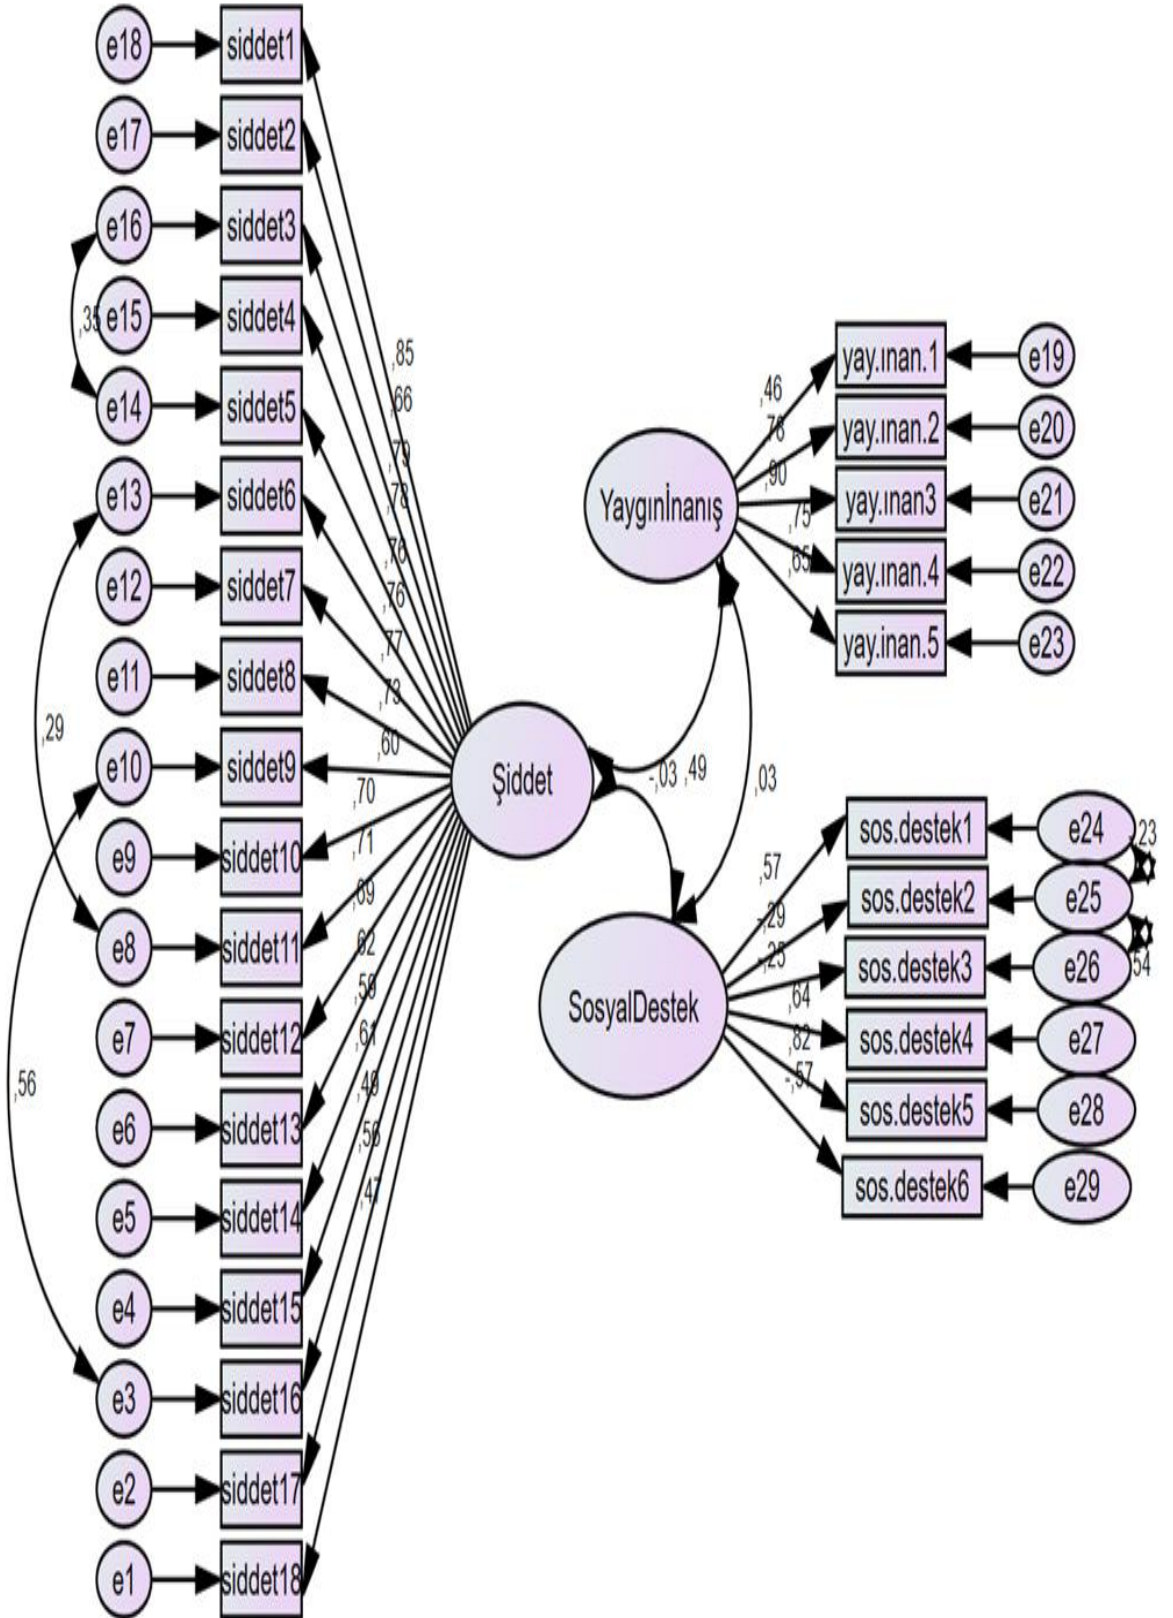 e18 siddet1
e17 siddet2
e16 siddet3
,35 e15 siddet4
e14 siddet5
e13 siddet6
e12 siddet7
e11 siddet8
,29
e10 siddet9
e9 siddet10
e8 siddet11
e7 siddet12
,56
e6 siddet13
e5 siddet14
e4 siddet15
e3 siddet16
e2 siddet17
e1 siddet18
,85
,66
,79
,78
,76
,76
,77
,73
,60
,70
,71
,69
,62
,59
,61
,49
,56
,47
Şiddet
-,03 ,49
,03
Yaygınİnanış
,46
,78
,90
,75
,65
yay.ınan.1 e19
yay.ınan.2 e20
yay.ınan3 e21
yay.ınan.4 e22
yay.inan.5 e23
SosyalDestek
,57
-,29
-,25
,64
,82
-,57
sos.destek1 e24
sos.destek2 e25
sos.destek3 e26
sos.destek4 e27
sos.destek5 e28
sos.destek6 e29